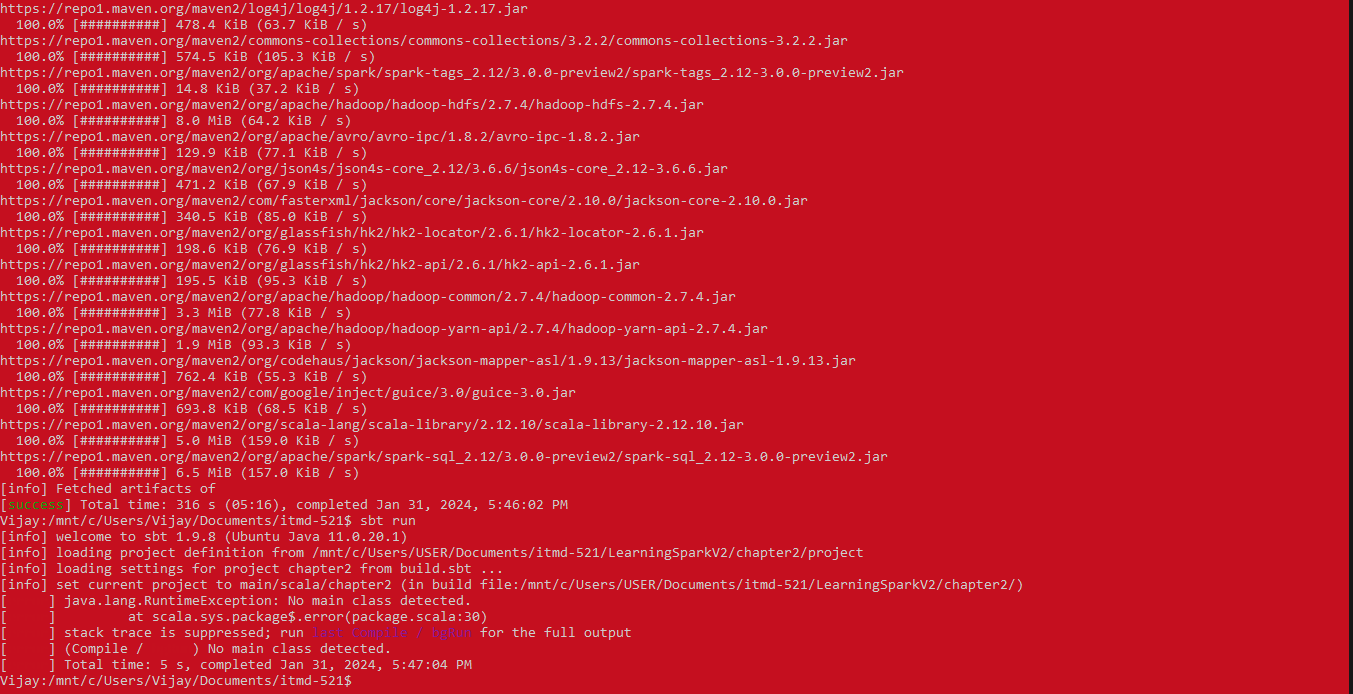 https://repo1.maven.org/maven2/log4j/log4j/1.2.17/log4j-1.2.17.jar
  100.0% [##########] 478.4 KiB (63.7 KiB / s)
https://repo1.maven.org/maven2/commons-collections/commons-collections/3.2.2/commons-collections-3.2.2.jar
  100.0% [##########] 574.5 KiB (105.3 KiB / s)
https://repo1.maven.org/maven2/org/apache/spark/spark-tags_2.12/3.0.0-preview2/spark-tags_2.12-3.0.0-preview2.jar
  100.0% [##########] 14.8 KiB (37.2 KiB / s)
https://repo1.maven.org/maven2/org/apache/hadoop/hadoop-hdfs/2.7.4/hadoop-hdfs-2.7.4.jar
  100.0% [##########] 8.0 MiB (64.2 KiB / s)
https://repo1.maven.org/maven2/org/apache/avro/avro-ipc/1.8.2/avro-ipc-1.8.2.jar
  100.0% [##########] 129.9 KiB (77.1 KiB / s)
https://repo1.maven.org/maven2/org/json4s/json4s-core_2.12/3.6.6/json4s-core_2.12-3.6.6.jar
  100.0% [##########] 471.2 KiB (67.9 KiB / s)
https://repo1.maven.org/maven2/com/fasterxml/jackson/core/jackson-core/2.10.0/jackson-core-2.10.0.jar
  100.0% [##########] 340.5 KiB (85.0 KiB / s)
https://repo1.maven.org/maven2/org/glassfish/hk2/hk2-locator/2.6.1/hk2-locator-2.6.1.jar
  100.0% [##########] 198.6 KiB (76.9 KiB / s)
https://repo1.maven.org/maven2/org/glassfish/hk2/hk2-api/2.6.1/hk2-api-2.6.1.jar
  100.0% [##########] 195.5 KiB (95.3 KiB / s)
https://repo1.maven.org/maven2/org/apache/hadoop/hadoop-common/2.7.4/hadoop-common-2.7.4.jar
  100.0% [##########] 3.3 MiB (77.8 KiB / s)
https://repo1.maven.org/maven2/org/apache/hadoop/hadoop-yarn-api/2.7.4/hadoop-yarn-api-2.7.4.jar
  100.0% [##########] 1.9 MiB (93.3 KiB / s)
https://repo1.maven.org/maven2/org/codehaus/jackson/jackson-mapper-asl/1.9.13/jackson-mapper-asl-1.9.13.jar
  100.0% [##########] 762.4 KiB (55.3 KiB / s)
https://repo1.maven.org/maven2/com/google/inject/guice/3.0/guice-3.0.jar
  100.0% [##########] 693.8 KiB (68.5 KiB / s)
https://repo1.maven.org/maven2/org/scala-lang/scala-library/2.12.10/scala-library-2.12.10.jar
  100.0% [##########] 5.0 MiB (159.0 KiB / s)
https://repo1.maven.org/maven2/org/apache/spark/spark-sql_2.12/3.0.0-preview2/spark-sql_2.12-3.0.0-preview2.jar
  100.0% [##########] 6.5 MiB (157.0 KiB / s)
[info] Fetched artifacts of
[success] Total time: 316 s (05:16), completed Jan 31, 2024, 5:46:02 PM
Vijay:/mnt/c/Users/Vijay/Documents/itmd-521$ sbt run
[info] welcome to sbt 1.9.8 (Ubuntu Java 11.0.20.1)
[info] loading project definition from /mnt/c/Users/USER/Documents/itmd-521/LearningSparkV2/chapter2/project
[info] loading settings for project chapter2 from build.sbt ...
[info] set current project to main/scala/chapter2 (in build file:/mnt/c/Users/USER/Documents/itmd-521/LearningSparkV2/chapter2/)
[     ] java.lang.RuntimeException: No main class detected.
[     ]         at scala.sys.package$.error(package.scala:30)
[     ] stack trace is suppressed; run last Compile / bgRun for the full output
[     ] (Compile /      ) No main class detected.
[     ] Total time: 5 s, completed Jan 31, 2024, 5:47:04 PM
Vijay:/mnt/c/Users/Vijay/Documents/itmd-521$